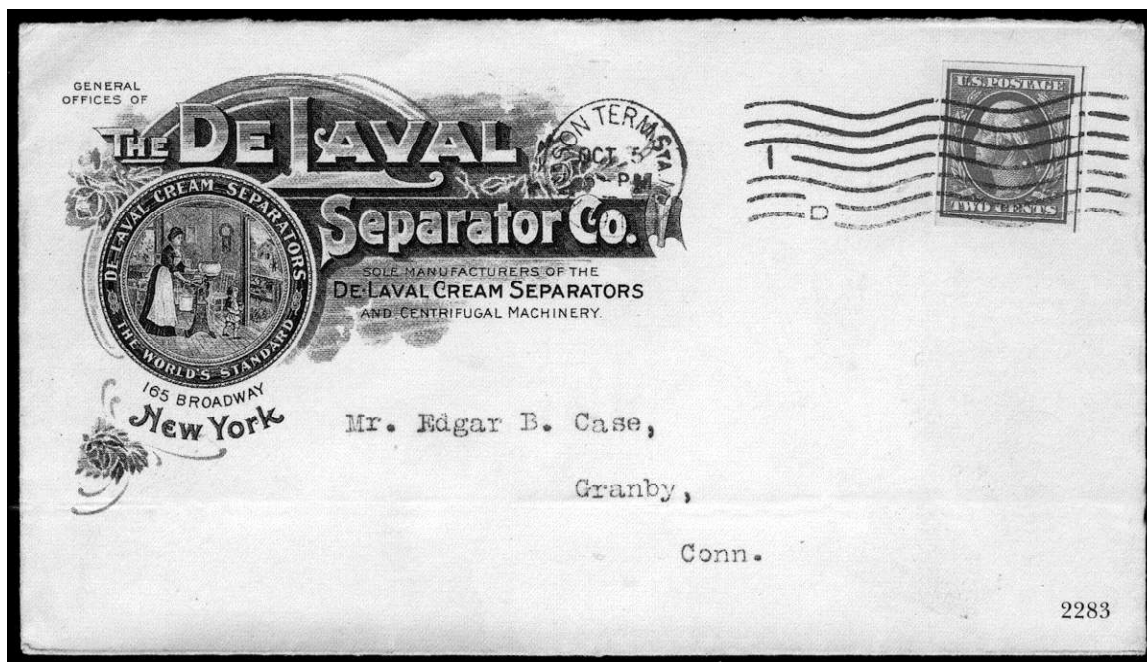 GENERAL
OFFICES OF
THE DE LAVAL
Separator Co.
SOLE MANUFACTURERS OF THE
DE·LAVAL CREAM SEPARATORS
AND CENTRIFUGAL MACHINERY.
DE LAVAL CREAM SEPARATORS
THE WORLD'S STANDARD
165 BROADWAY
New York
TERM. STA.
OCT 5
PM
1
D
U.S. POSTAGE
TWO CENTS
Mr. Edgar B. Case,
Granby,
Conn.
2283